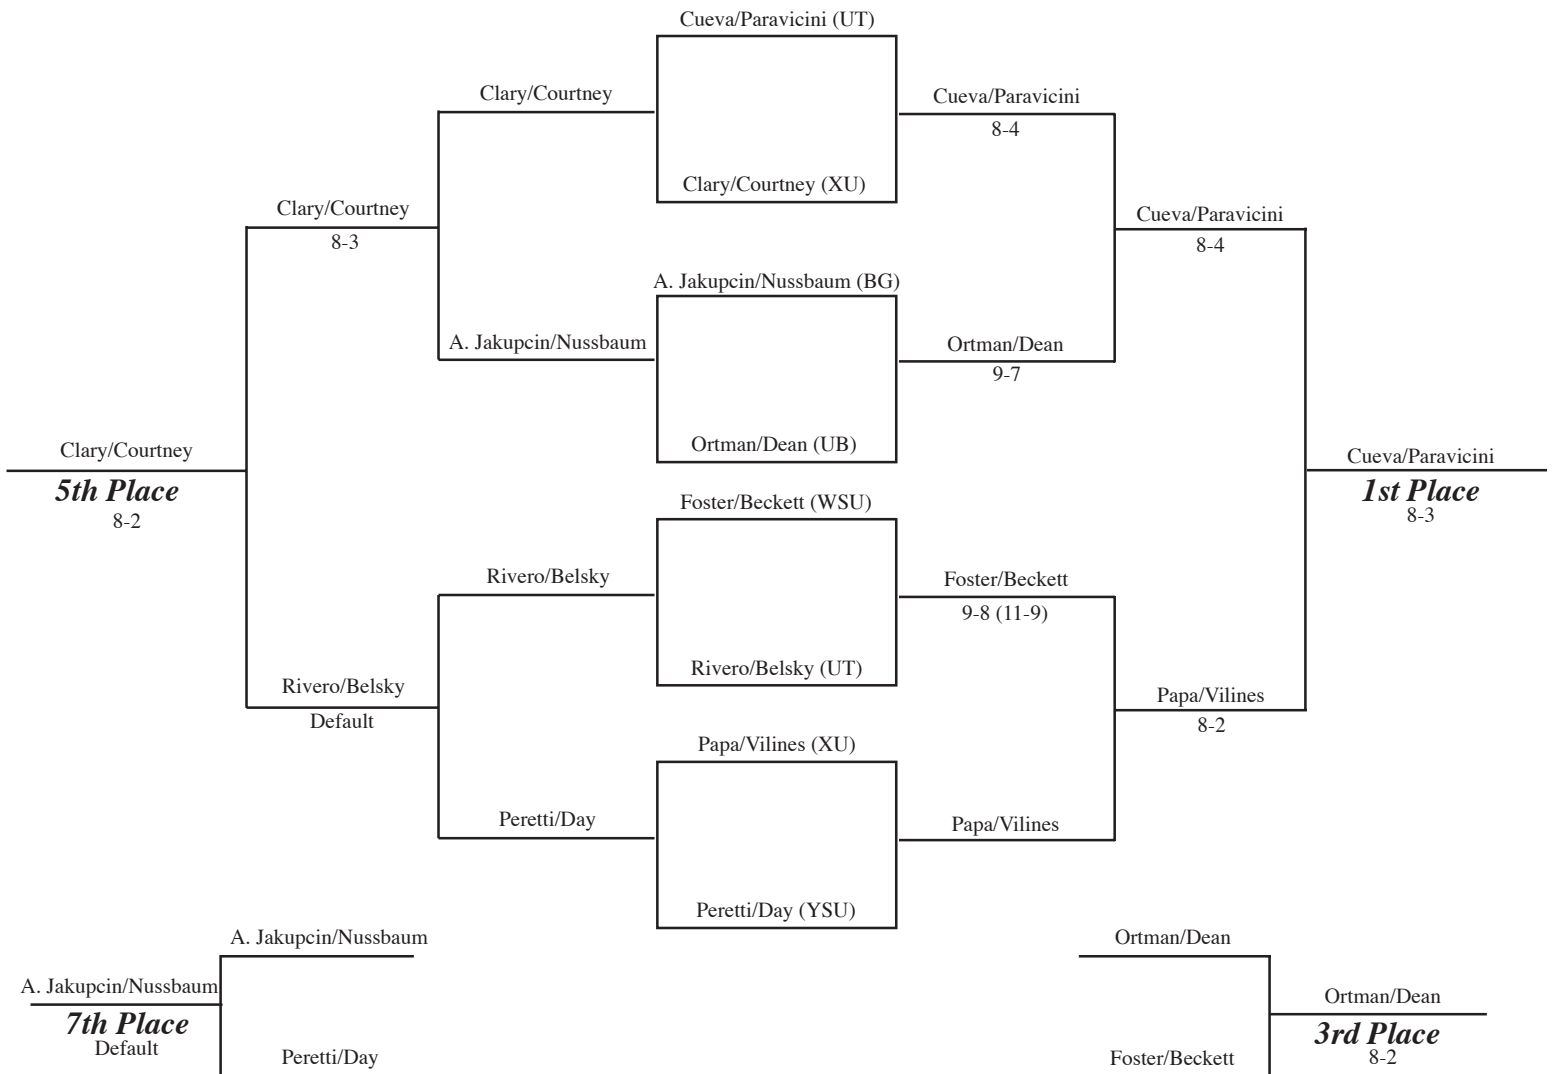 Cueva/Paravicini (UT)
Clary/Courtney
Cueva/Paravicini
8-4
Clary/Courtney (XU)
Clary/Courtney
8-3
Cueva/Paravicini
8-4
A. Jakupcin/Nussbaum (BG)
A. Jakupcin/Nussbaum
Ortman/Dean
9-7
Ortman/Dean (UB)
Clary/Courtney
5th Place
8-2
Cueva/Paravicini
1st Place
8-3
Foster/Beckett (WSU)
Rivero/Belsky
Foster/Beckett
9-8 (11-9)
Rivero/Belsky (UT)
Rivero/Belsky
Default
Papa/Vilines
8-2
Papa/Vilines (XU)
Peretti/Day
Papa/Vilines
Peretti/Day (YSU)
A. Jakupcin/Nussbaum
Ortman/Dean
A. Jakupcin/Nussbaum
7th Place
Default
Ortman/Dean
3rd Place
8-2
Peretti/Day
Foster/Beckett